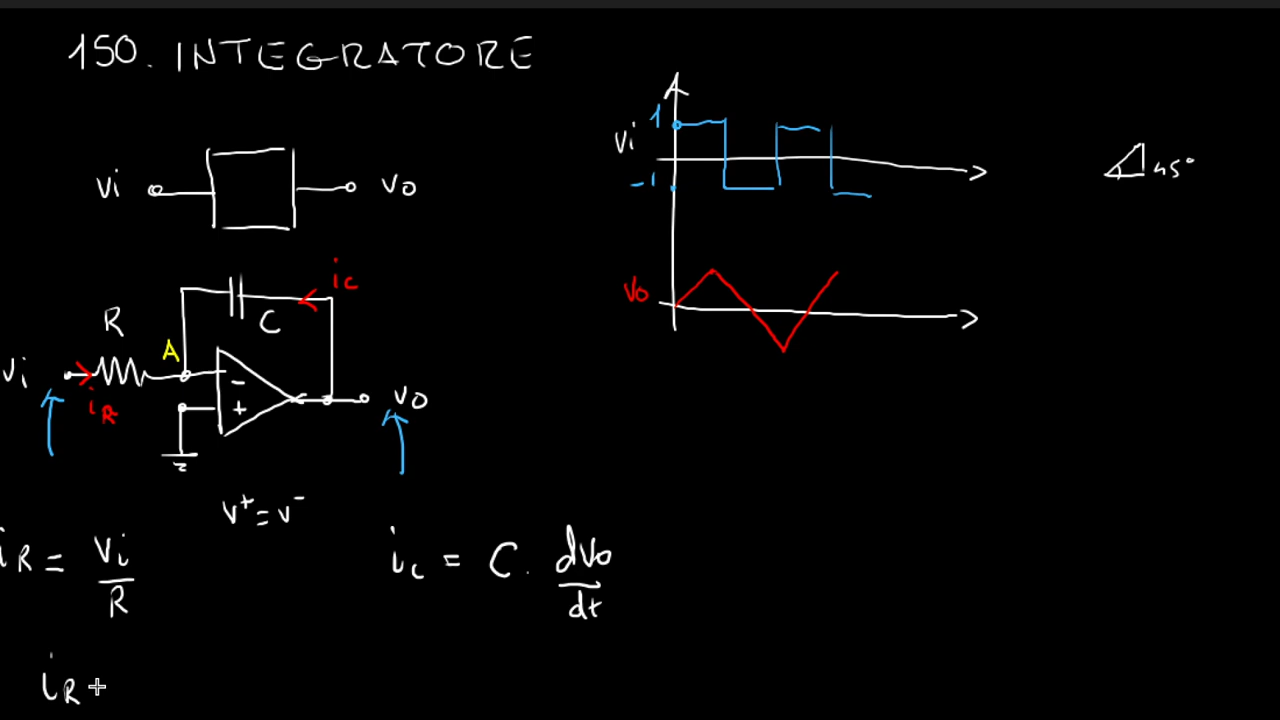 150. INTEGRATORE
1
Vi
-1
45°
Vi
Vo
ic
Vo
R
C
A
Vi
-
iR
+
Vo
V⁺=V⁻
iR = Vi/R
ic = C. dVo/dt
iR +